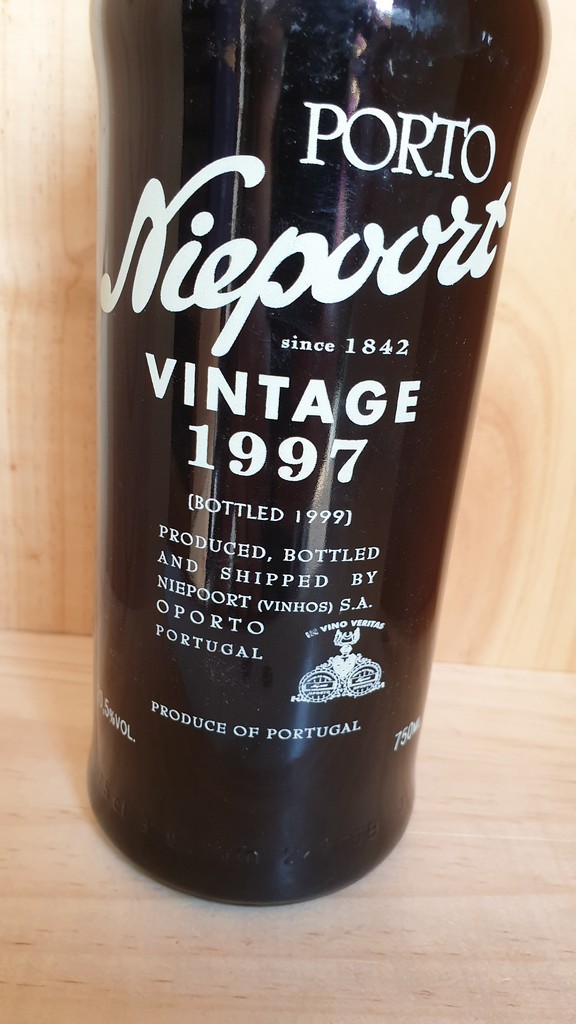 PORTO
Niepoort
since 1842
VINTAGE
1997
(BOTTLED 1999)
PRODUCED, BOTTLED
AND SHIPPED BY
NIEPOORT (VINHOS) S.A.
OPORTO
PORTUGAL
IN VINO VERITAS
PRODUCE OF PORTUGAL